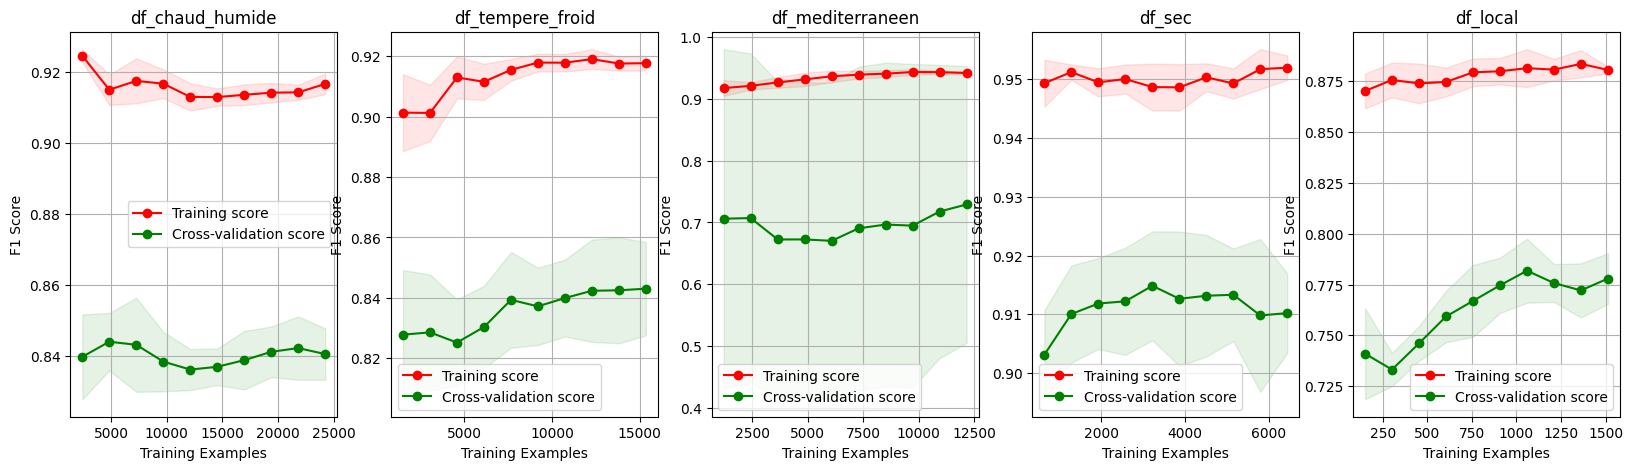 df_chaud_humide
F1 Score
0.92
0.90
0.88
0.86
0.84
Training score
Cross-validation score
5000 10000 15000 20000 25000
Training Examples
df_tempere_froid
F1 Score
0.92
0.90
0.88
0.86
0.84
0.82
Training score
Cross-validation score
5000 10000 15000
Training Examples
df_mediterraneen
F1 Score
1.0
0.9
0.8
0.7
0.6
0.5
0.4
Training score
Cross-validation score
2500 5000 7500 10000 12500
Training Examples
df_sec
F1 Score
0.95
0.94
0.93
0.92
0.91
0.90
Training score
Cross-validation score
2000 4000 6000
Training Examples
df_local
F1 Score
0.875
0.850
0.825
0.800
0.775
0.750
0.725
Training score
Cross-validation score
250 500 750 1000 1250 1500
Training Examples